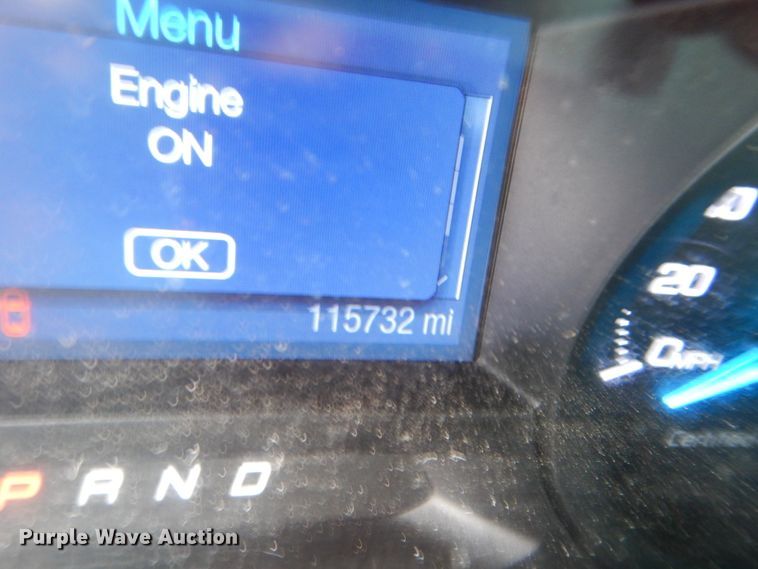 Menu
Engine
ON
OK
115732 mi
20
0MPH
P A N D
Purple Wave Auction